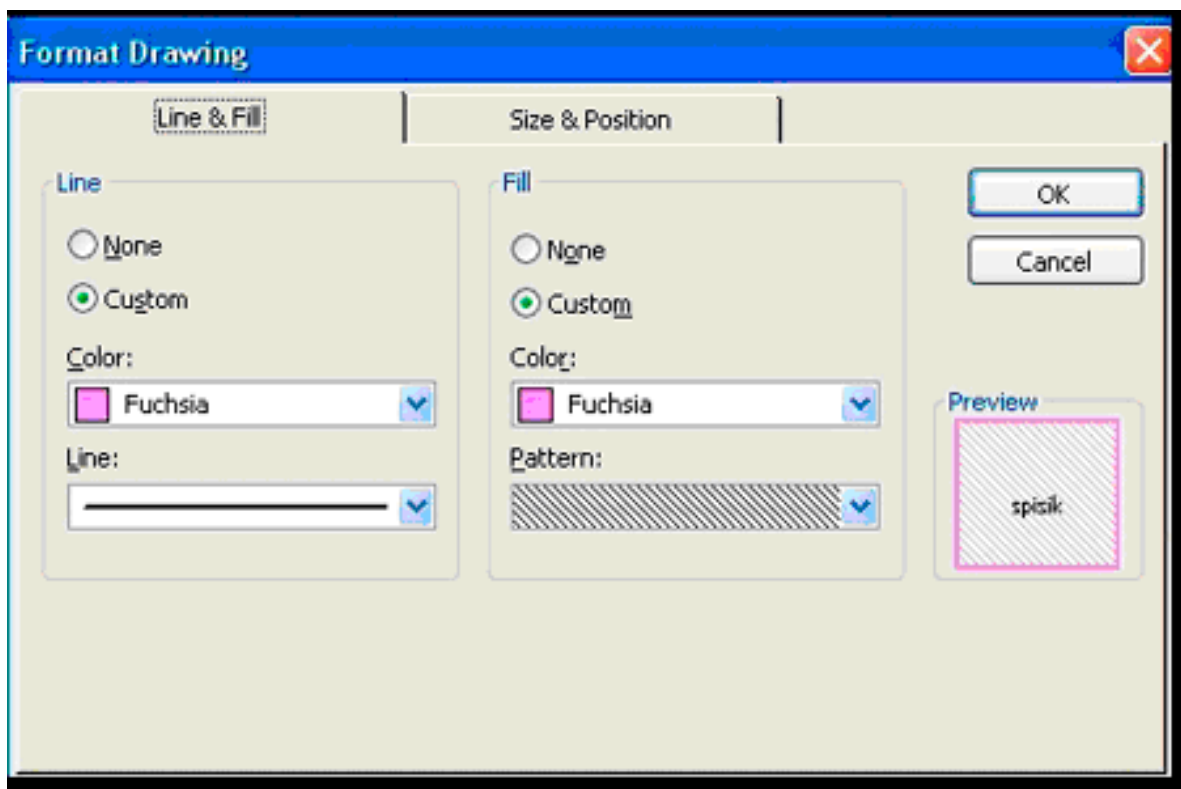 Format Drawing
Line & Fill
Size & Position
Line
None
Custom
Color:
Fuchsia
Line:
Fill
None
Custom
Color:
Fuchsia
Pattern:
OK
Cancel
Preview
spisik